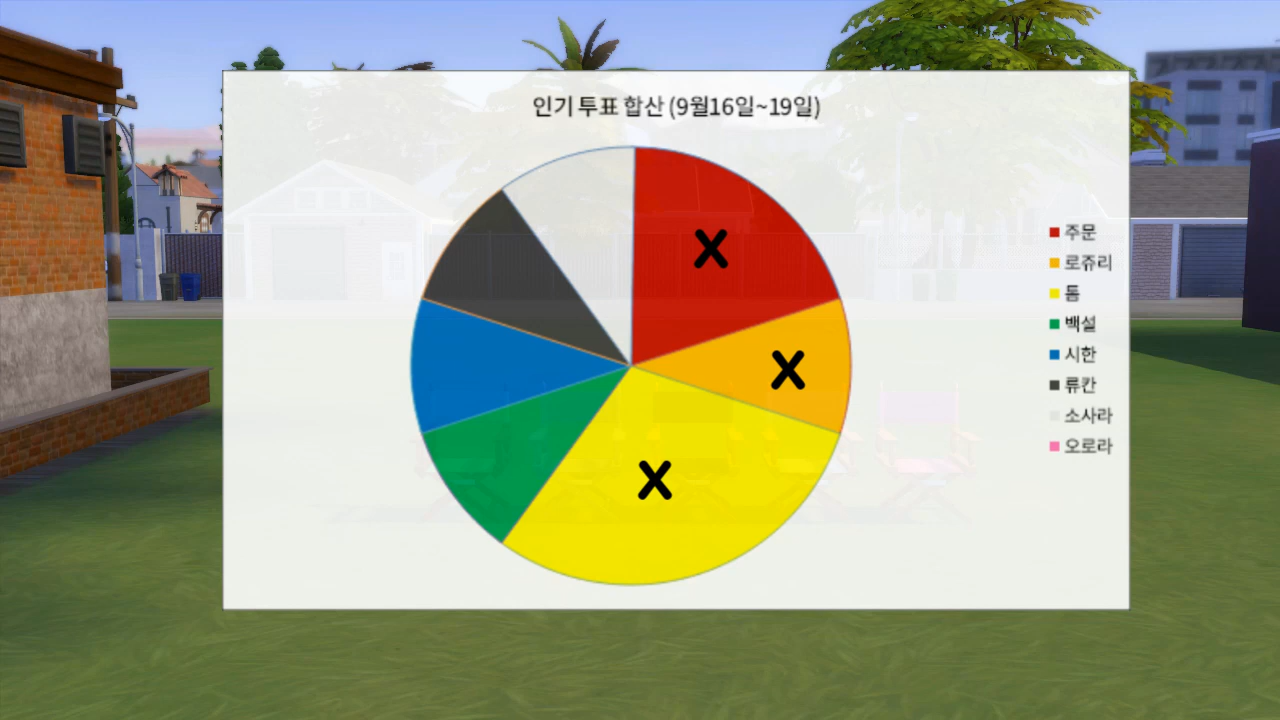 인기 투표 합산 (9월16일~19일)
주문
로쥬리
톰
백설
시한
류칸
소사라
오로라